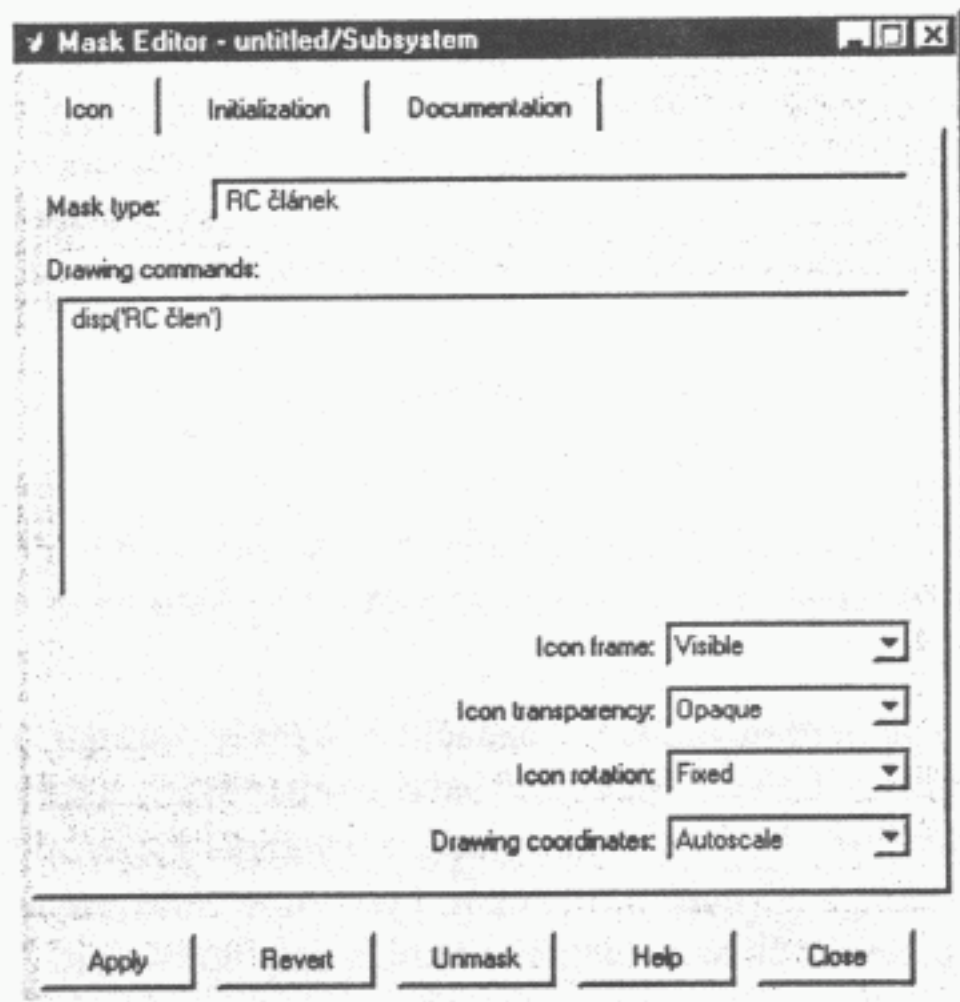 Mask Editor - untitled/Subsystem
Icon Initialization Documentation
Mask type: RC článek
Drawing commands:
disp('RC člen')
Icon frame: Visible
Icon transparency: Opaque
Icon rotation: Fixed
Drawing coordinates: Autoscale
Apply Revert Unmask Help Close